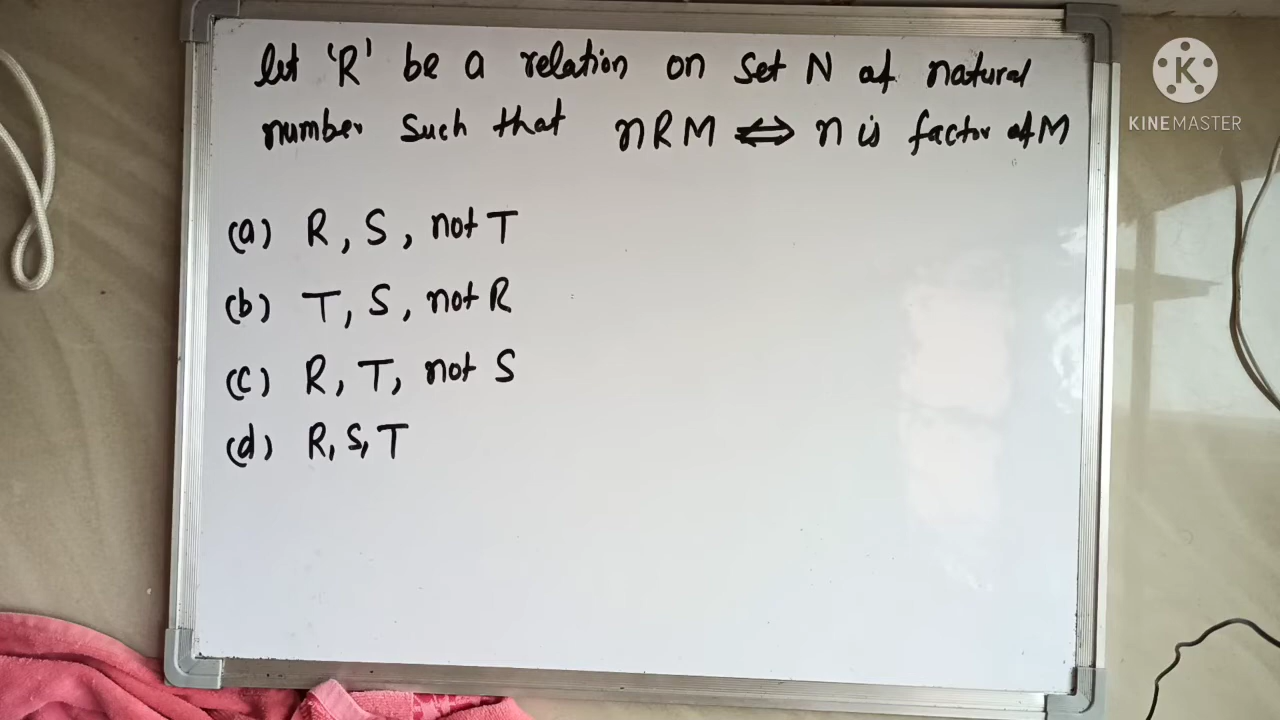 let 'R' be a relation on set N of natural
number such that nRM ⇔ n is factor of M
(a) R, S, not T
(b) T, S, not R
(c) R, T, not S
(d) R, S, T
K
KINEMASTER